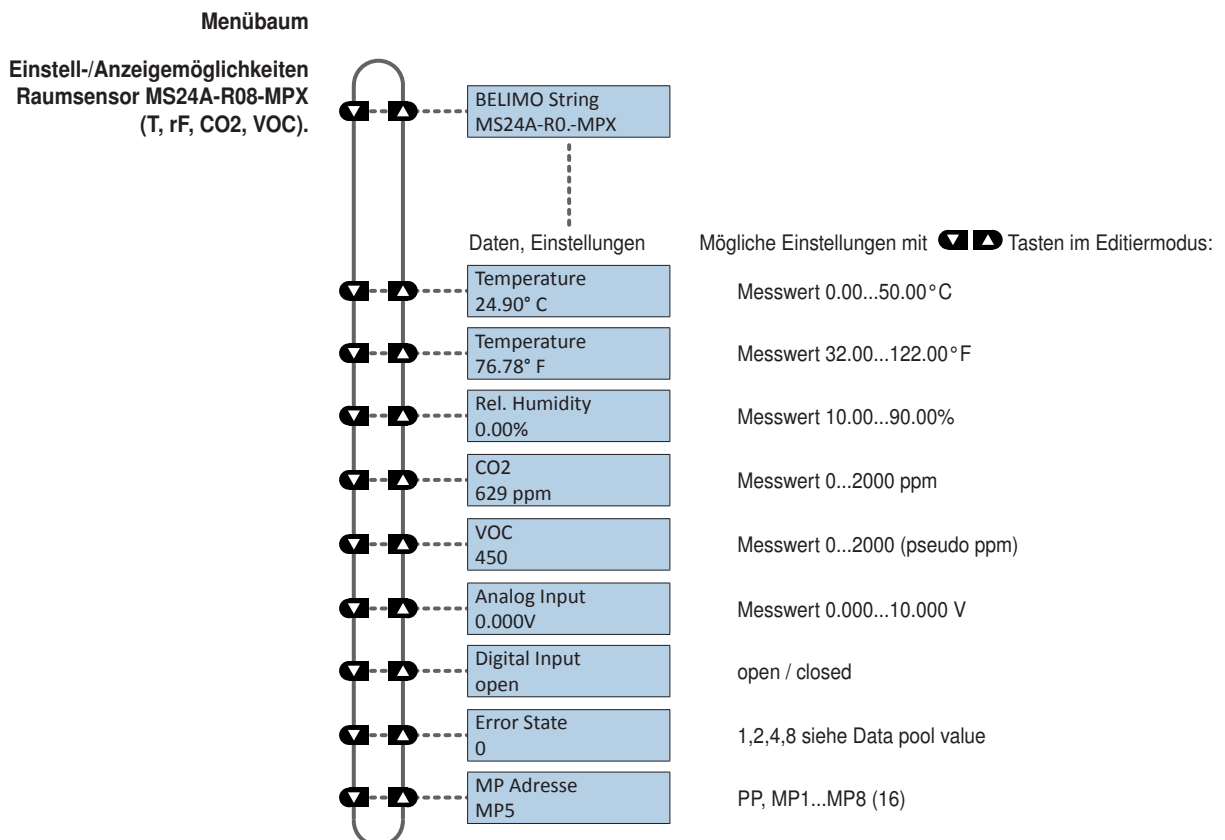 Menübaum
Einstell-/Anzeigemöglichkeiten
Raumsensor MS24A-R08-MPX
(T, rF, CO2, VOC).
BELIMO String
MS24A-R0.-MPX
Daten, Einstellungen
Mögliche Einstellungen mit Tasten im Editiermodus:
Temperature
24.90° C
Messwert 0.00...50.00°C
Temperature
76.78° F
Messwert 32.00...122.00°F
Rel. Humidity
0.00%
Messwert 10.00...90.00%
CO2
629 ppm
Messwert 0...2000 ppm
VOC
450
Messwert 0...2000 (pseudo ppm)
Analog Input
0.000V
Messwert 0.000...10.000 V
Digital Input
open
open / closed
Error State
0
1,2,4,8 siehe Data pool value
MP Adresse
MP5
PP, MP1...MP8 (16)